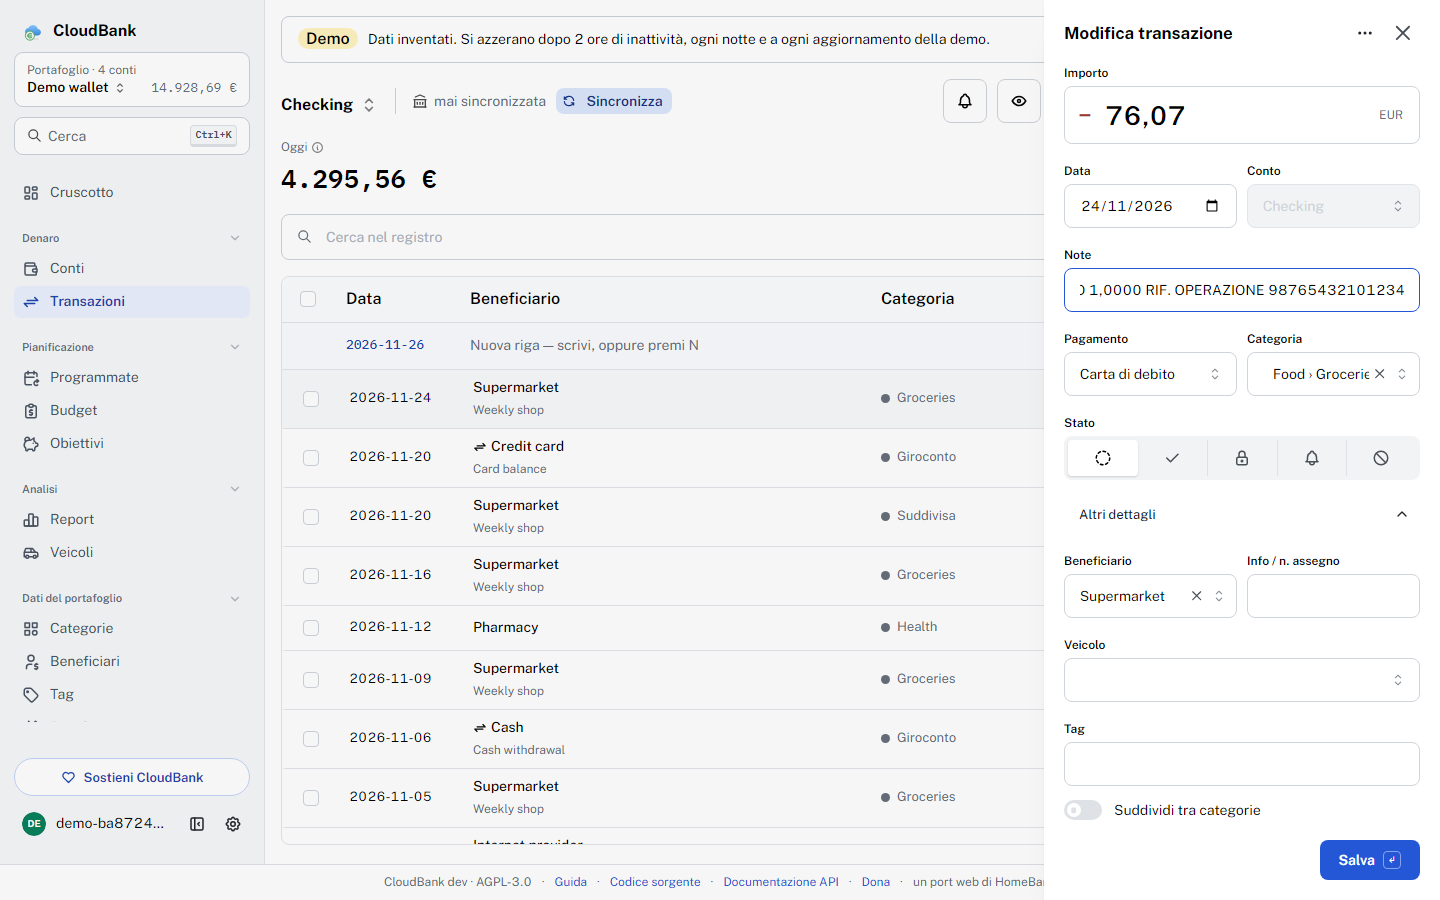 CloudBank
Portafoglio · 4 conti
Demo wallet 14.928,69 €
Cerca Ctrl+K
Cruscotto
Denaro
Conti
Transazioni
Pianificazione
Programmate
Budget
Obiettivi
Analisi
Report
Veicoli
Dati del portafoglio
Categorie
Beneficiari
Tag
Sostieni CloudBank
DE demo-ba8724...
Demo Dati inventati. Si azzerano dopo 2 ore di inattività, ogni notte e a ogni aggiornamento della demo.
Checking mai sincronizzata Sincronizza
Oggi
4.295,56 €
Cerca nel registro
Data Beneficiario Categoria
2026-11-26 Nuova riga — scrivi, oppure premi N
2026-11-24 Supermarket Groceries
Weekly shop
2026-11-20 Credit card Giroconto
Card balance
2026-11-20 Supermarket Suddivisa
Weekly shop
2026-11-16 Supermarket Groceries
Weekly shop
2026-11-12 Pharmacy Health
2026-11-09 Supermarket Groceries
Weekly shop
2026-11-06 Cash Giroconto
Cash withdrawal
2026-11-05 Supermarket Groceries
Weekly shop
Internet provider
CloudBank dev · AGPL-3.0 · Guida · Codice sorgente · Documentazione API · Dona · un port web di HomeBan
Modifica transazione
Importo
− 76,07 EUR
Data Conto
24/11/2026 Checking
Note
1,0000 RIF. OPERAZIONE 98765432101234
Pagamento Categoria
Carta di debito Food › Grocerie
Stato
Altri dettagli
Beneficiario Info / n. assegno
Supermarket
Veicolo
Tag
Suddividi tra categorie
Salva